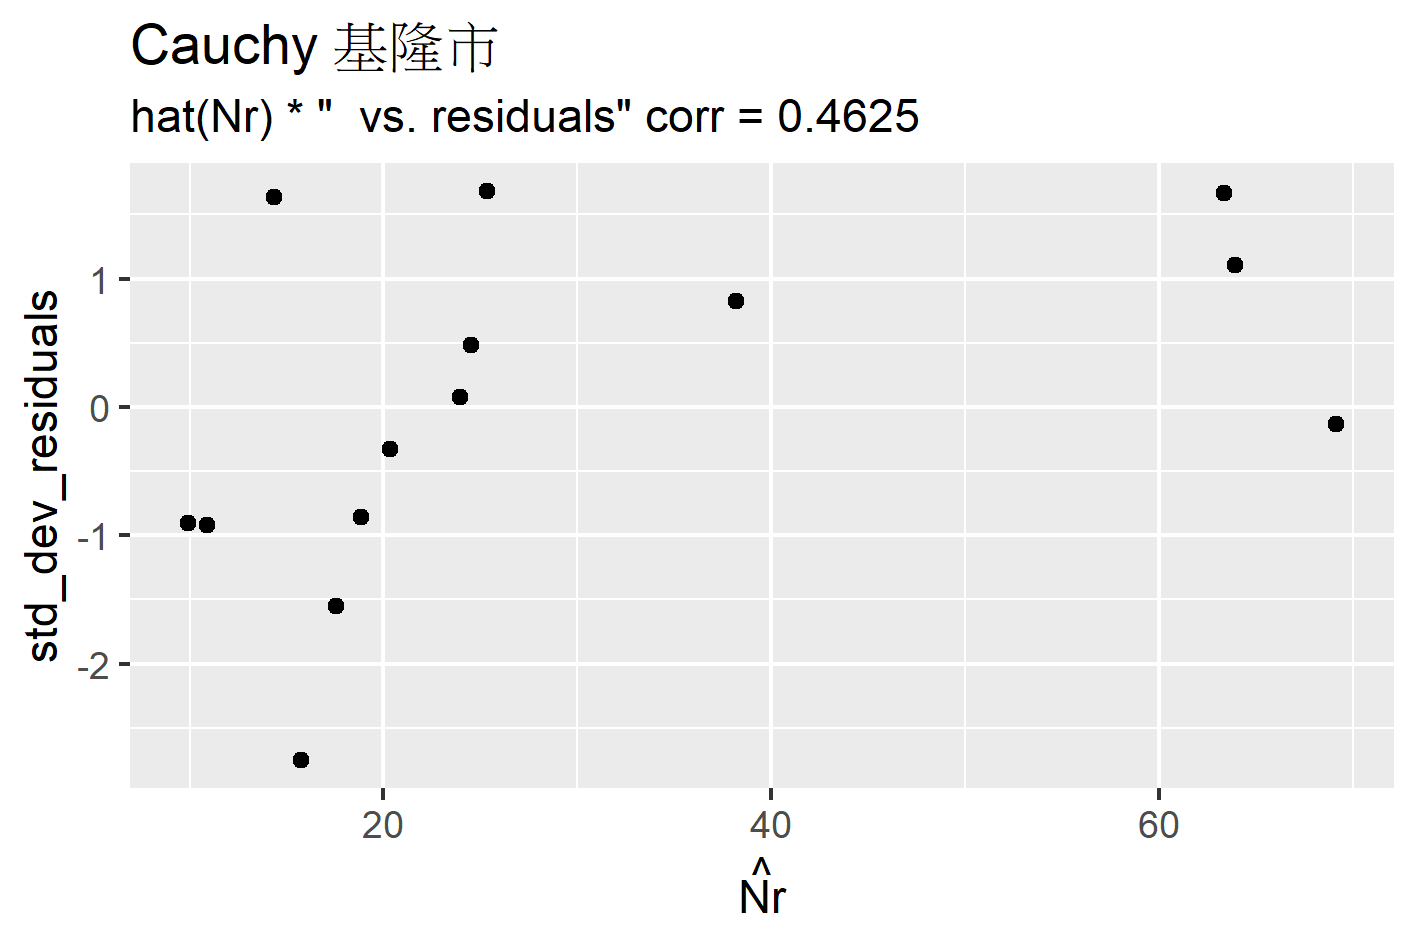 Cauchy 基隆市
hat(Nr) * "  vs. residuals" corr = 0.4625
std_dev_residuals
1
0
-1
-2
20
40
60
N̂r